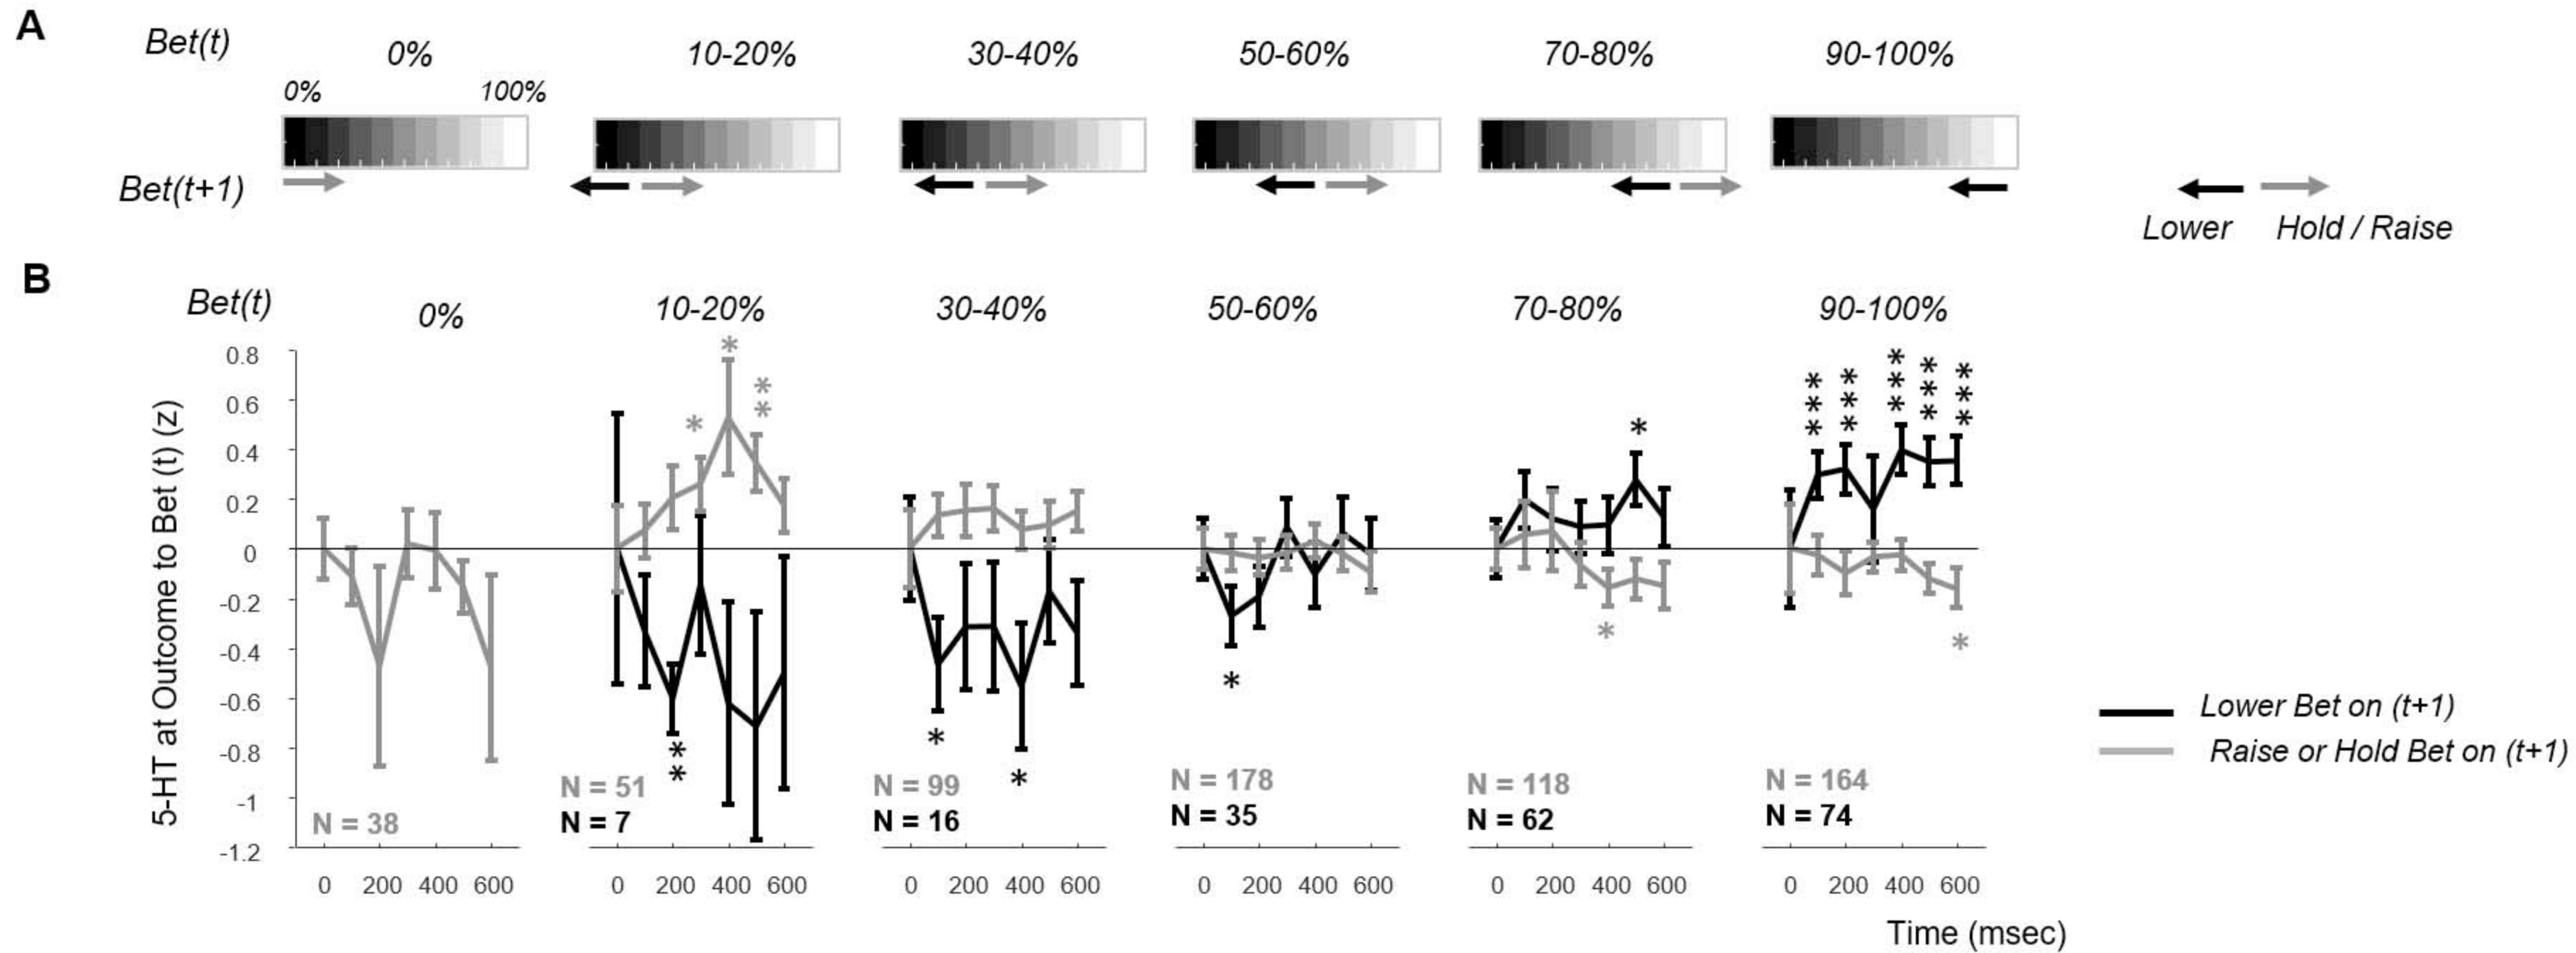 A
Bet(t) 0% 10-20% 30-40% 50-60% 70-80% 90-100%
0% 100%
Bet(t+1)
Lower Hold / Raise
B
Bet(t) 0% 10-20% 30-40% 50-60% 70-80% 90-100%
5-HT at Outcome to Bet (t) (z)
0.8
0.6
0.4
0.2
0
-0.2
-0.4
-0.6
-0.8
-1
-1.2
* * ** ** * * * * * *** *** *** *** *** *
Lower Bet on (t+1)
Raise or Hold Bet on (t+1)
N = 38
N = 51
N = 7
N = 99
N = 16
N = 178
N = 35
N = 118
N = 62
N = 164
N = 74
0 200 400 600 0 200 400 600 0 200 400 600 0 200 400 600 0 200 400 600 0 200 400 600
Time (msec)